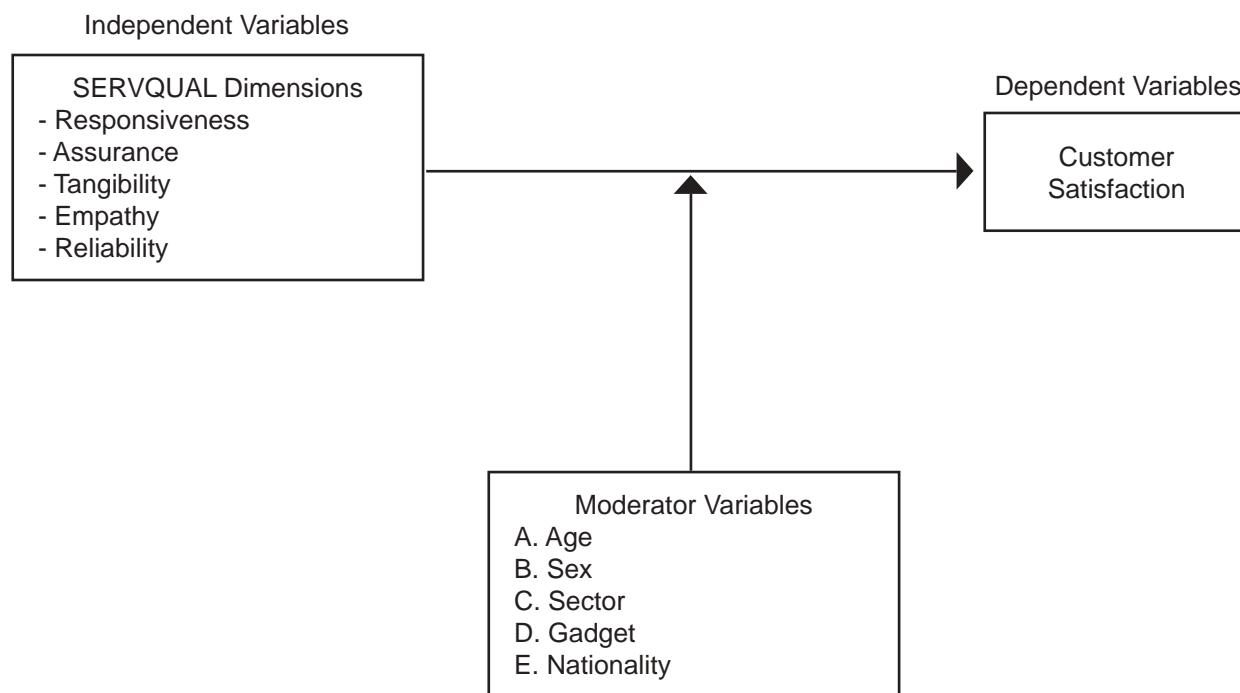 Independent Variables
SERVQUAL Dimensions
- Responsiveness
- Assurance
- Tangibility
- Empathy
- Reliability
Dependent Variables
Customer
Satisfaction
Moderator Variables
A. Age
B. Sex
C. Sector
D. Gadget
E. Nationality